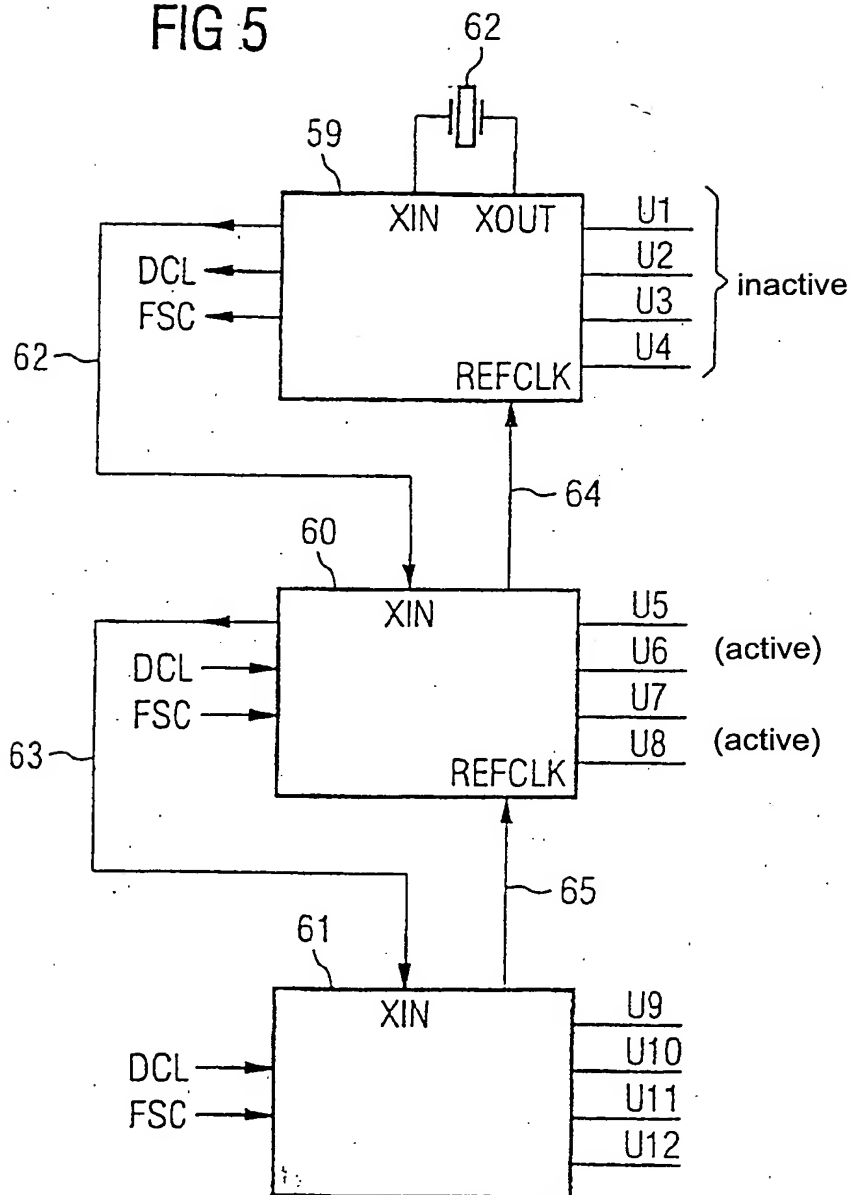 FIG 5
62
59
XIN XOUT
U1
DCL
U2
inactive
FSC
U3
62
U4
REFCLK
64
60
XIN
U5
DCL
U6 (active)
FSC
U7
63
U8 (active)
REFCLK
65
61
XIN
U9
DCL
U10
FSC
U11
U12